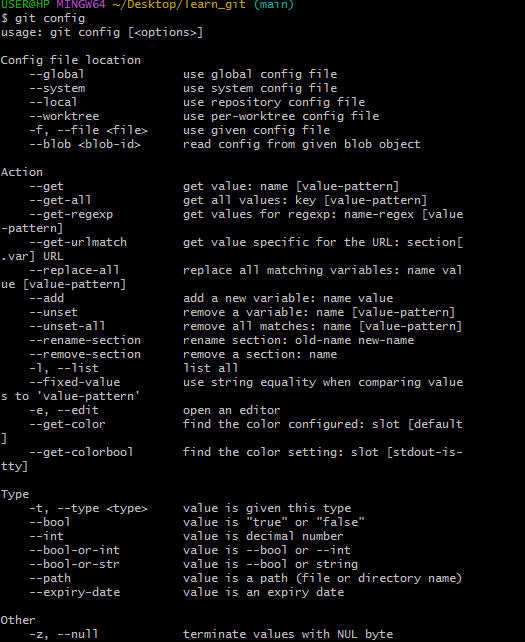 USER@HP MINGW64 ~/Desktop/learn_git (main)
$ git config
usage: git config [<options>]

Config file location
    --global              use global config file
    --system              use system config file
    --local               use repository config file
    --worktree            use per-worktree config file
    -f, --file <file>     use given config file
    --blob <blob-id>      read config from given blob object

Action
    --get                 get value: name [value-pattern]
    --get-all             get all values: key [value-pattern]
    --get-regexp          get values for regexp: name-regex [value
-pattern]
    --get-urlmatch        get value specific for the URL: section[
.var] URL
    --replace-all         replace all matching variables: name val
ue [value-pattern]
    --add                 add a new variable: name value
    --unset               remove a variable: name [value-pattern]
    --unset-all           remove all matches: name [value-pattern]
    --rename-section      rename section: old-name new-name
    --remove-section      remove a section: name
    -l, --list            list all
    --fixed-value         use string equality when comparing value
s to 'value-pattern'
    -e, --edit            open an editor
    --get-color           find the color configured: slot [default
]
    --get-colorbool       find the color setting: slot [stdout-is-
tty]

Type
    -t, --type <type>     value is given this type
    --bool                value is "true" or "false"
    --int                 value is decimal number
    --bool-or-int         value is --bool or --int
    --bool-or-str         value is --bool or string
    --path                value is a path (file or directory name)
    --expiry-date         value is an expiry date

Other
    -z, --null            terminate values with NUL byte